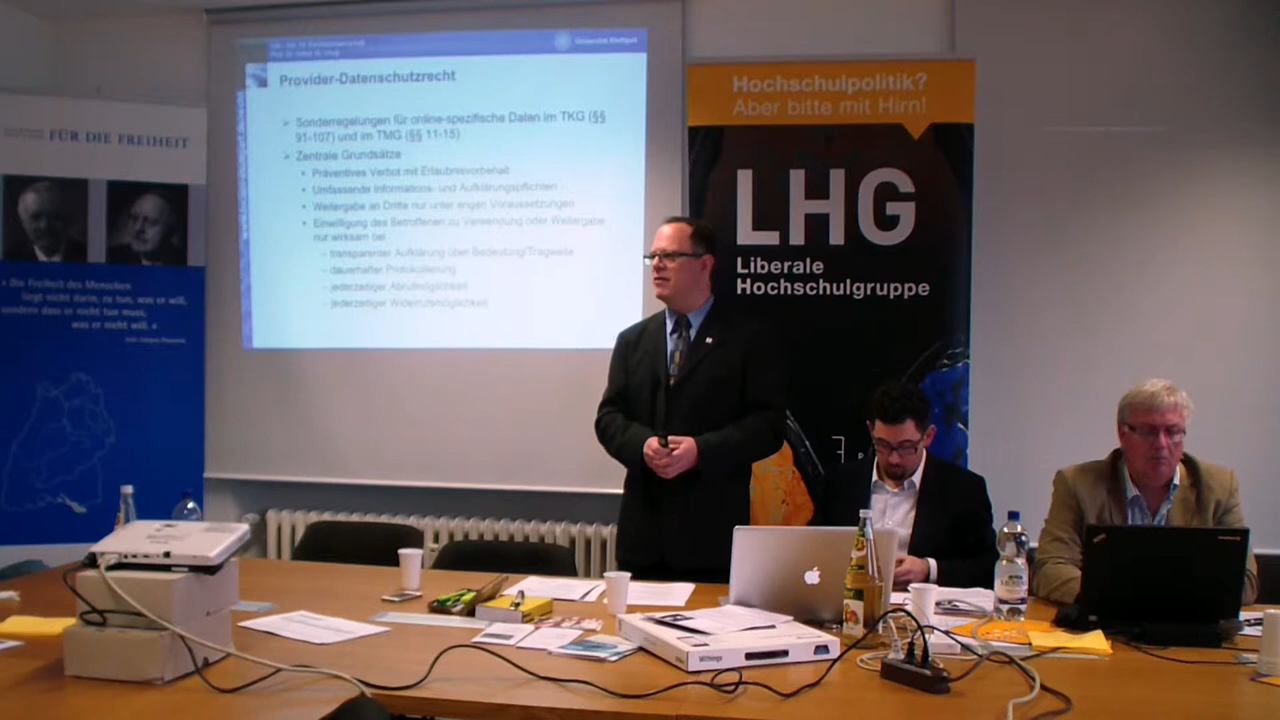 FÜR DIE FREIHEIT
» Die Freiheit des Menschen
liegt nicht darin, zu tun, was er will,
sondern dass er nicht tun muss,
was er nicht will. «
Universität Stuttgart
Provider-Datenschutzrecht
➢ Sonderregelungen für online-spezifische Daten im TKG (§§
91-107) und im TMG (§§ 11-15)
➢ Zentrale Grundsätze
• Präventives Verbot mit Erlaubnisvorbehalt
• Umfassende Informations- und Aufklärungspflichten
• Weitergabe an Dritte nur unter engen Voraussetzungen
• Einwilligung des Betroffenen zu Verwendung oder Weitergabe
nur wirksam bei
– transparenter Aufklärung über Bedeutung/Tragweite
– dauerhafter Protokollierung
– jederzeitiger Abrufmöglichkeit
– jederzeitiger Widerrufsmöglichkeit
Hochschulpolitik?
Aber bitte mit Hirn!
LHG
Liberale
Hochschulgruppe
Withings